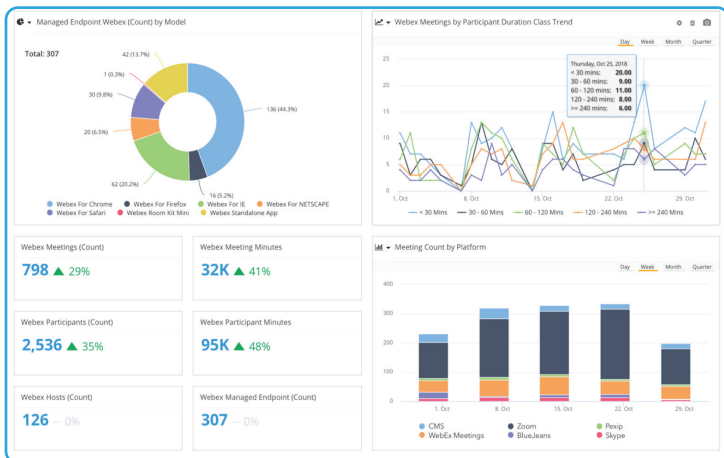 Managed Endpoint Webex (Count) by Model
Total: 307
42 (13.7%)
1 (0.3%)
30 (9.8%)
20 (6.5%)
62 (20.2%)
16 (5.2%)
136 (44.3%)
Webex For Chrome Webex For Firefox Webex For IE Webex For NETSCAPE
Webex For Safari Webex Room Kit Mini Webex Standalone App
Webex Meetings by Participant Duration Class Trend
Day Week Month Quarter
25
20
15
10
5
0
Thursday, Oct 25, 2018
< 30 mins: 20.00
30 - 60 mins: 9.00
60 - 120 mins: 11.00
120 - 240 mins: 8.00
>= 240 mins: 6.00
1. Oct 8. Oct 15. Oct 22. Oct 29. Oct
< 30 Mins 30 - 60 Mins 60 - 120 Mins 120 - 240 Mins >= 240 Mins
Webex Meetings (Count)
798 ▲ 29%
Webex Meeting Minutes
32K ▲ 41%
Webex Participants (Count)
2,536 ▲ 35%
Webex Participant Minutes
95K ▲ 48%
Webex Hosts (Count)
126 -- 0%
Webex Managed Endpoint (Count)
307 -- 0%
Meeting Count by Platform
Day Week Month Quarter
400
300
200
100
0
1. Oct 8. Oct 15. Oct 22. Oct 29. Oct
CMS Zoom Pexip
WebEx Meetings BlueJeans Skype